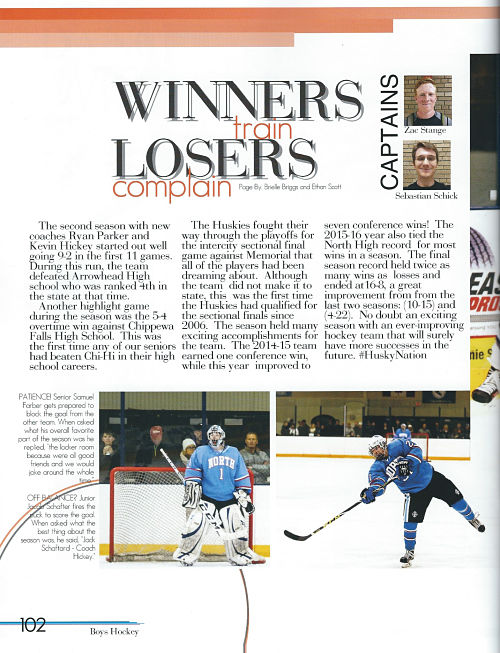 WINNERS
train
LOSERS
complain
Page By: Brielle Briggs and Ethan Scott
CAPTAINS
Zac Stange
Sebastian Schick
The second season with new
coaches Ryan Parker and
Kevin Hickey started out well
going 9-2 in the first 11 games.
During this run, the team
defeated Arrowhead High
school who was ranked 4th in
the state at that time.
Another highlight game
during the season was the 5-4
overtime win against Chippewa
Falls High School. This was
the first time any of our seniors
had beaten Chi-Hi in their high
school careers.
The Huskies fought their
way through the playoffs for
the intercity sectional final
game against Memorial that
all of the players had been
dreaming about. Although
the team did not make it to
state, this was the first time
the Huskies had qualified for
the sectional finals since
2006. The season held many
exciting accomplishments for
the team. The 2014-15 team
earned one conference win,
while this year improved to
seven conference wins! The
2015-16 year also tied the
North High record for most
wins in a season. The final
season record held twice as
many wins as losses and
ended at 16-8, a great
improvement from from the
last two seasons: (10-15) and
(4-22). No doubt an exciting
season with an ever-improving
hockey team that will surely
have more successes in the
future. #HuskyNation
PATIENCE! Senior Samuel
Farber gets prepared to
block the goal from the
other team. When asked
what his overall favorite
part of the season was he
replied, "the locker room
because were all good
friends and we would
joke around the whole
time."
OFF BALANCE? Junior
Jacob Schaffer fires the
puck to score the goal.
When asked what the
best thing about the
season was, he said, "Jack
Schaftard - Coach
Hickey."
NORTH
1
102
Boys Hockey